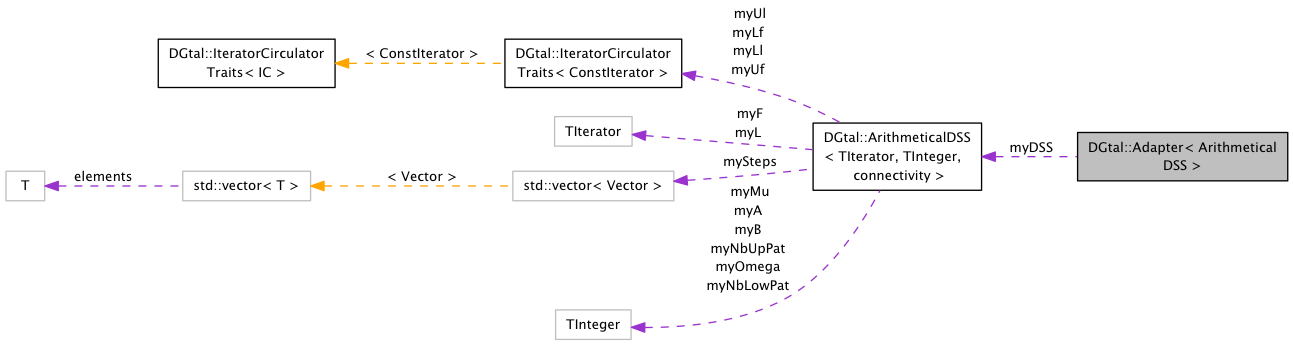 myUl
myLf
myLl
myUf
DGtal::IteratorCirculator
Traits< IC >
< ConstIterator >
DGtal::IteratorCirculator
Traits< ConstIterator >
myF
myL
TIterator
DGtal::ArithmeticalDSS
< TIterator, TInteger,
connectivity >
myDSS
DGtal::Adapter< Arithmetical
DSS >
mySteps
T
elements
std::vector< T >
< Vector >
std::vector< Vector >
myMu
myA
myB
myNbUpPat
myOmega
myNbLowPat
TInteger